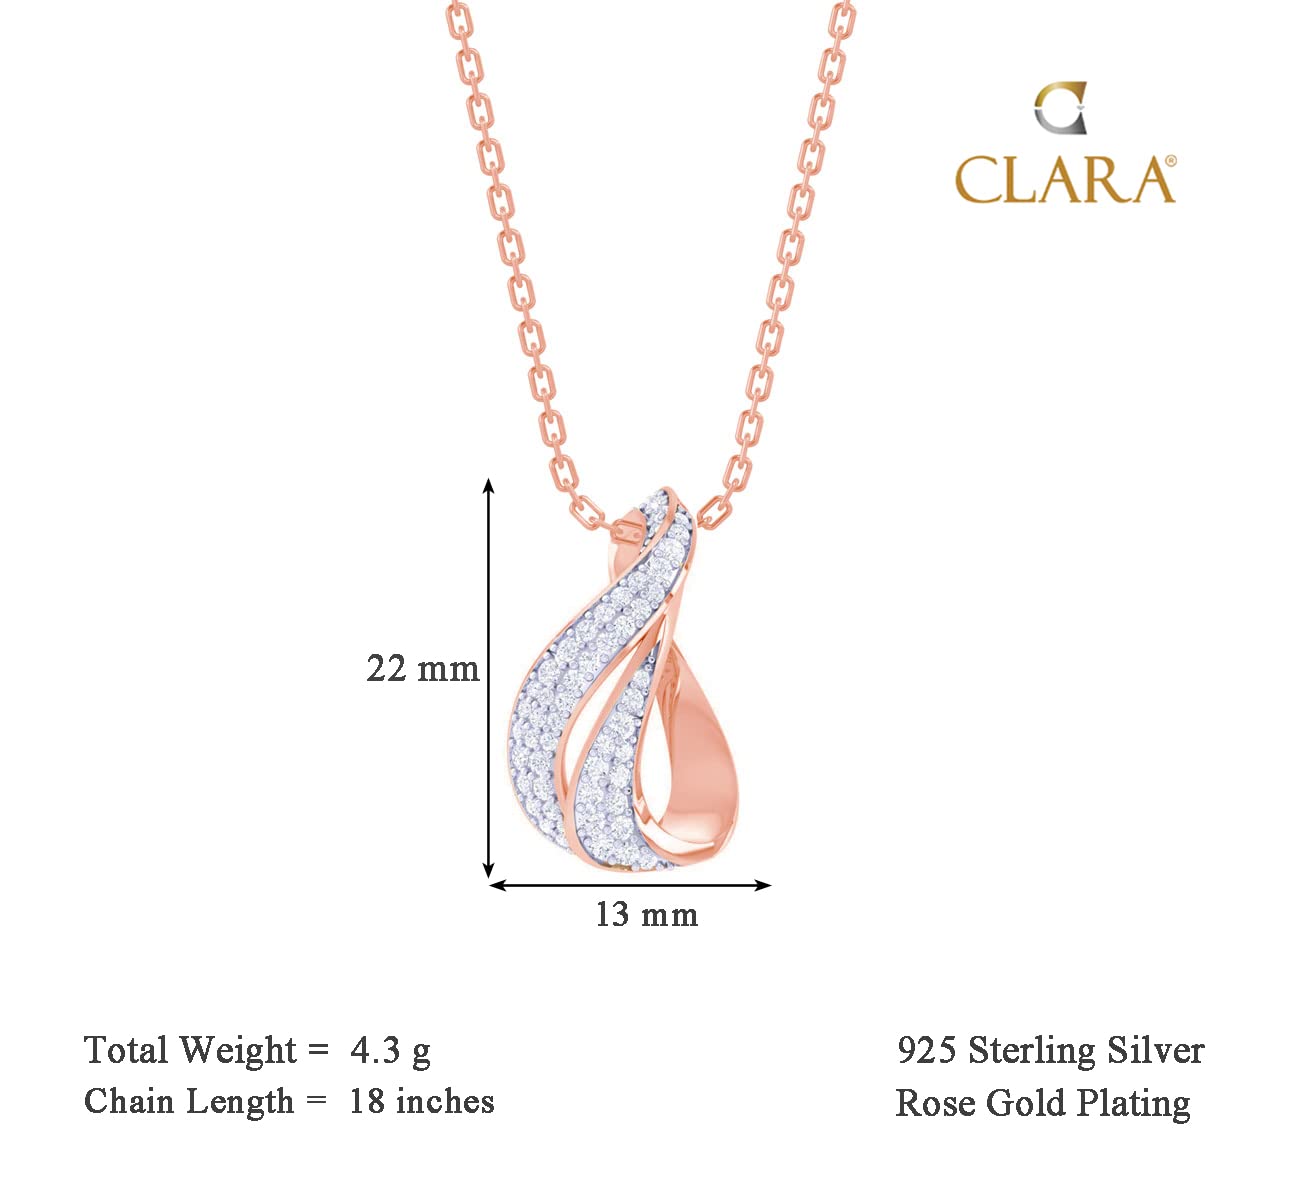 CLARA®
22 mm
13 mm
Total Weight = 4.3 g
Chain Length = 18 inches
925 Sterling Silver
Rose Gold Plating